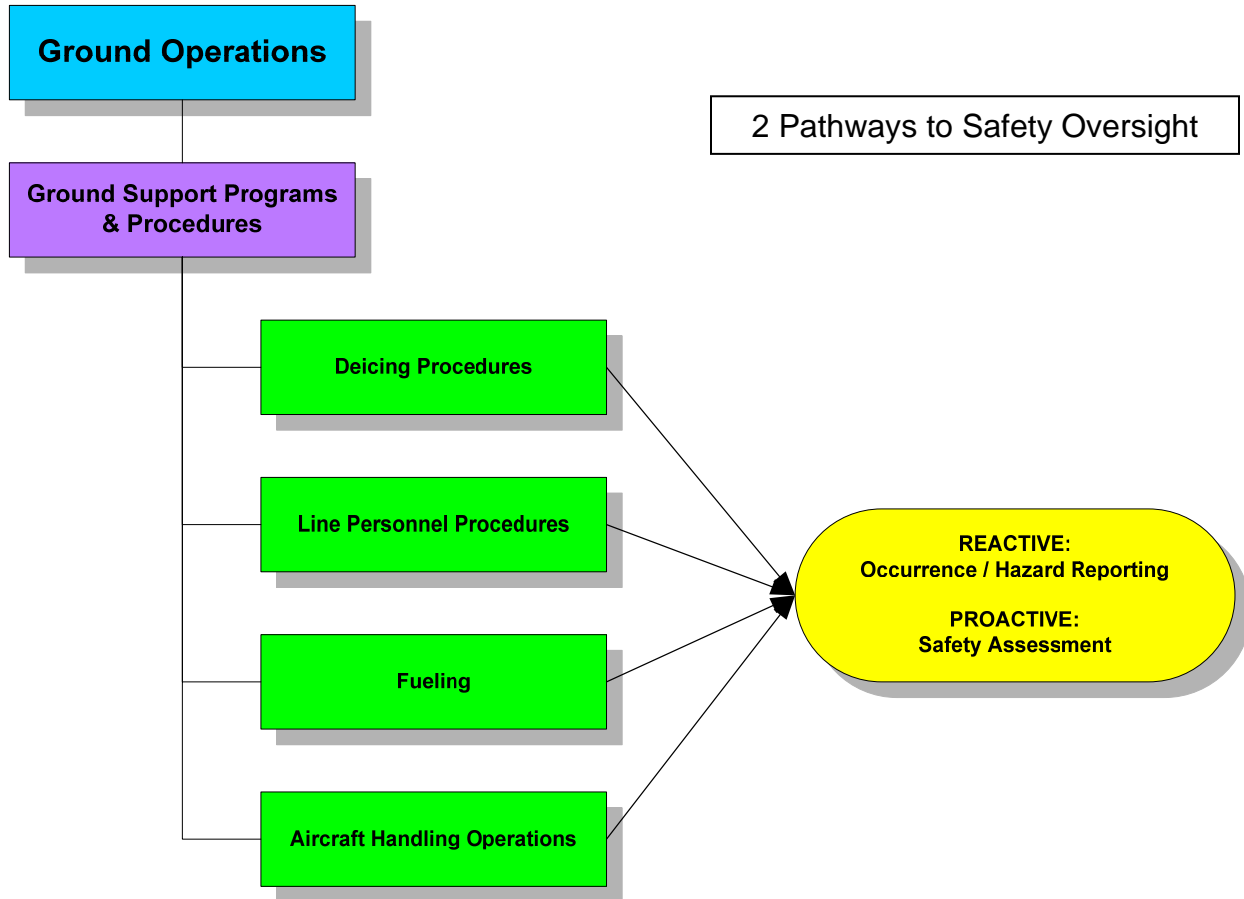 Ground Operations
2 Pathways to Safety Oversight
Ground Support Programs
& Procedures
Deicing Procedures
Line Personnel Procedures
Fueling
Aircraft Handling Operations
REACTIVE:
Occurrence / Hazard Reporting
PROACTIVE:
Safety Assessment